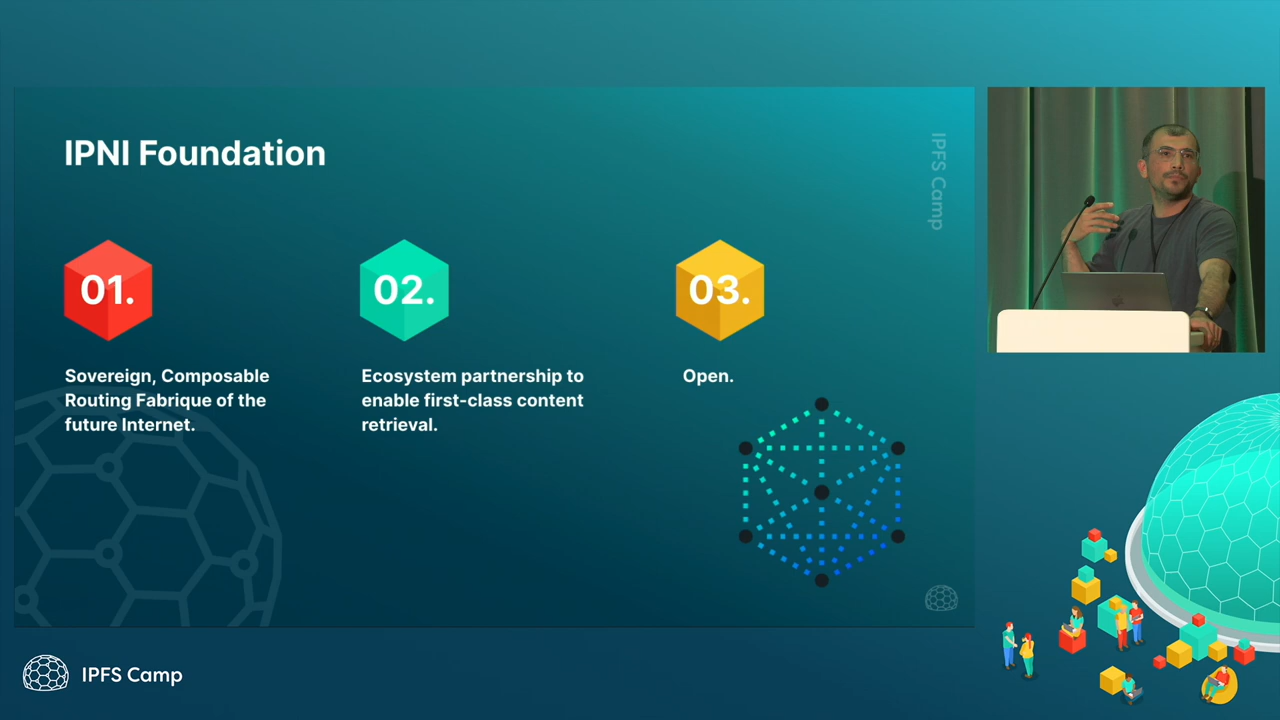 IPNI Foundation
IPFS Camp
01.
02.
03.
Sovereign, Composable
Routing Fabrique of the
future Internet.
Ecosystem partnership to
enable first-class content
retrieval.
Open.
IPFS Camp